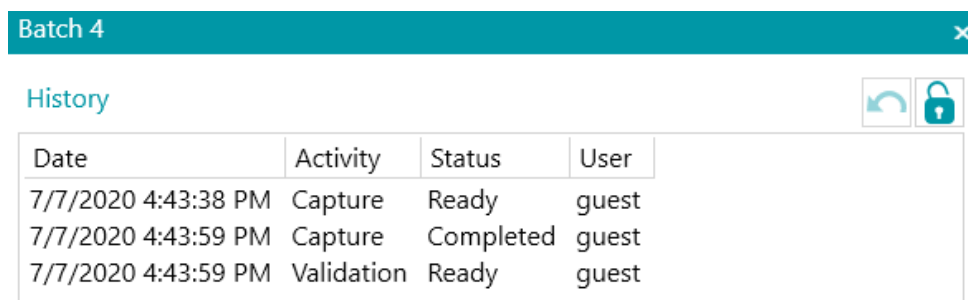 Batch 4
History
Date Activity Status User
7/7/2020 4:43:38 PM Capture Ready guest
7/7/2020 4:43:59 PM Capture Completed guest
7/7/2020 4:43:59 PM Validation Ready guest